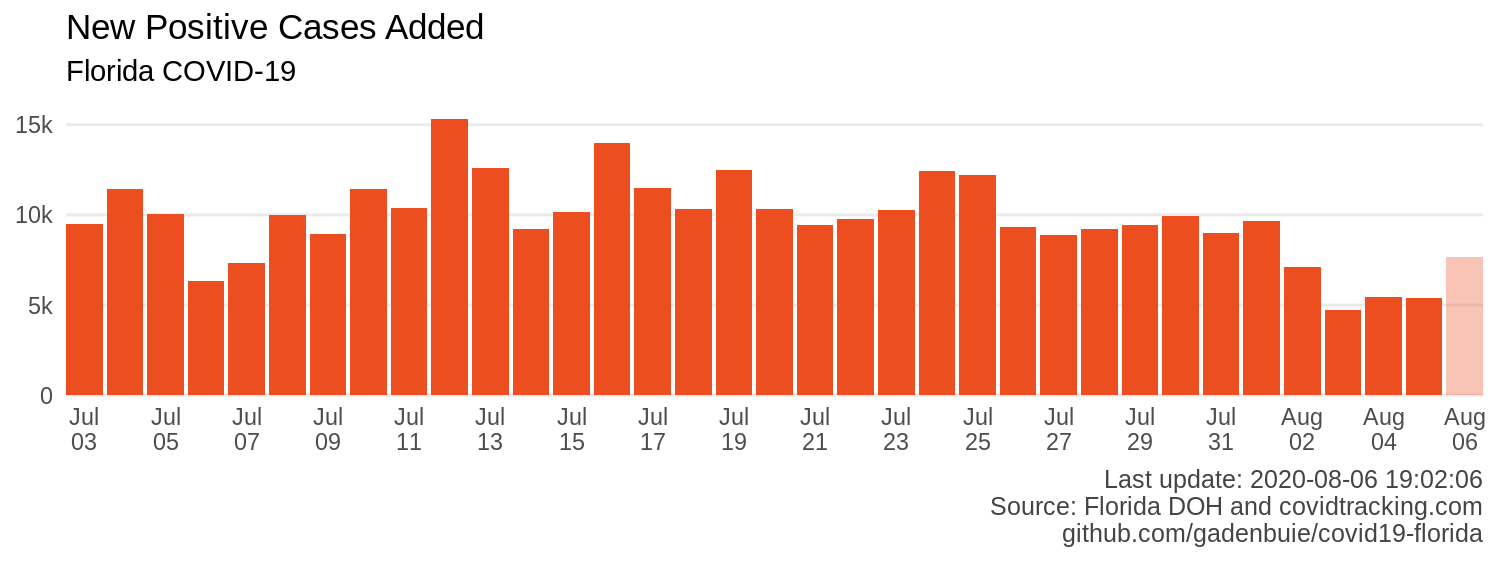 New Positive Cases Added
Florida COVID-19
15k
10k
5k
0
Jul Jul Jul Jul Jul Jul Jul Jul Jul Jul Jul Jul Jul Jul Jul Aug Aug Aug
03 05 07 09 11 13 15 17 19 21 23 25 27 29 31 02 04 06
Last update: 2020-08-06 19:02:06
Source: Florida DOH and covidtracking.com
github.com/gadenbuie/covid19-florida